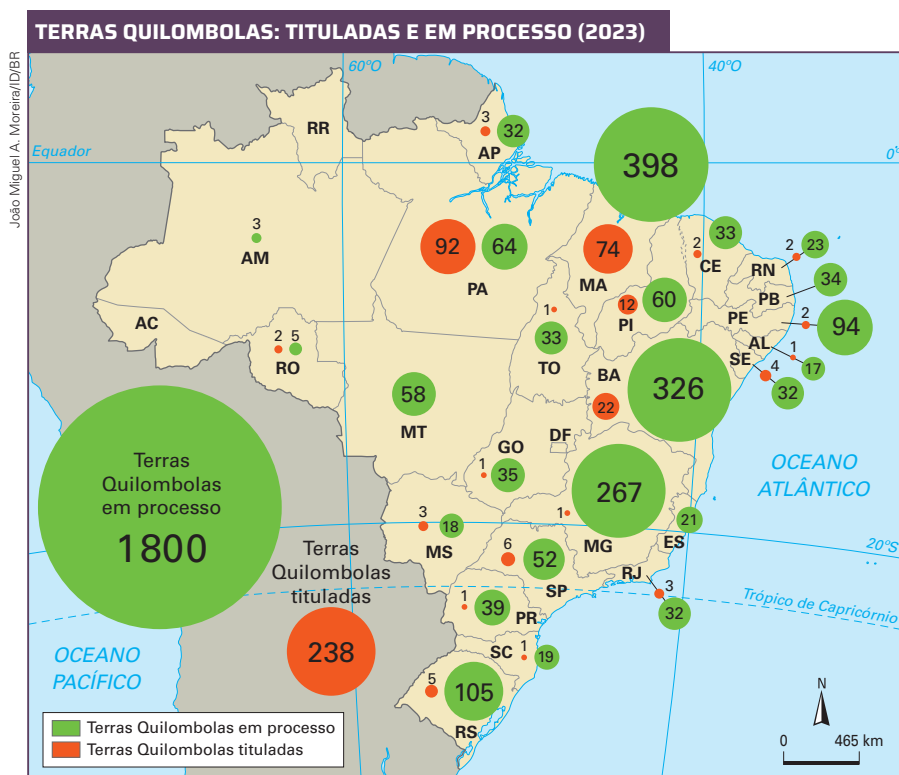 TERRAS QUILOMBOLAS: TITULADAS E EM PROCESSO (2023)
João Miguel A. Moreira/ID/BR
60°O
40°O
Equador
0°
RR
3
32
AP
398
3
AM
92
64
PA
74
MA
2
33
CE
2
23
RN
34
PB
12
60
PI
PE
2
94
AC
2
5
RO
1
33
TO
AL
1
17
SE
4
32
BA
326
22
58
MT
DF
GO
1
35
Terras
Quilombolas
em processo
1800
267
1
MG
21
ES
OCEANO
ATLÂNTICO
20°S
3
18
MS
6
52
SP
RJ
3
32
Trópico de Capricórnio
Terras
Quilombolas
tituladas
238
1
39
PR
SC
1
19
OCEANO
PACÍFICO
5
105
RS
N
0
465 km
Terras Quilombolas em processo
Terras Quilombolas tituladas